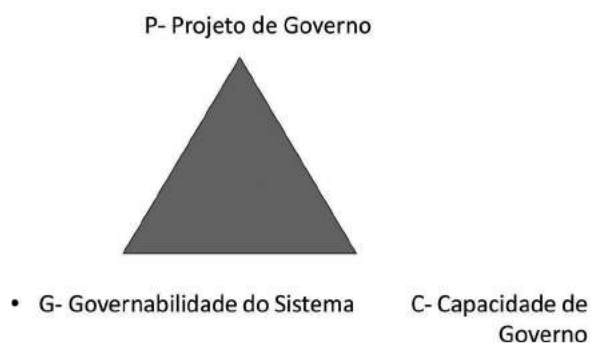 P- Projeto de Governo
• G- Governabilidade do Sistema
C- Capacidade de
Governo